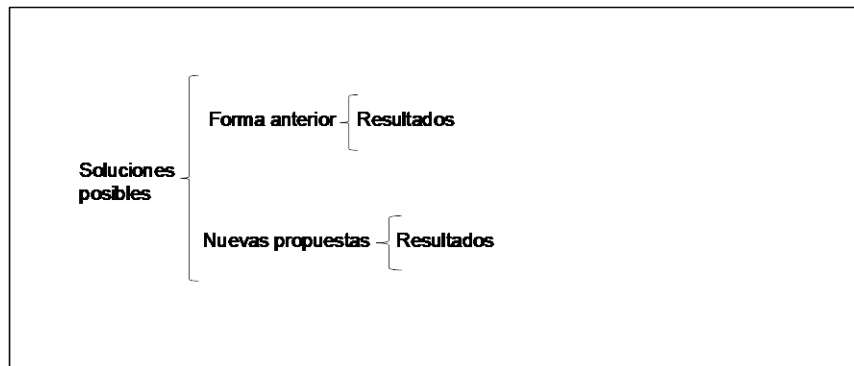 Forma anterior
Resultados
Soluciones
posibles
Nuevas propuestas
Resultados